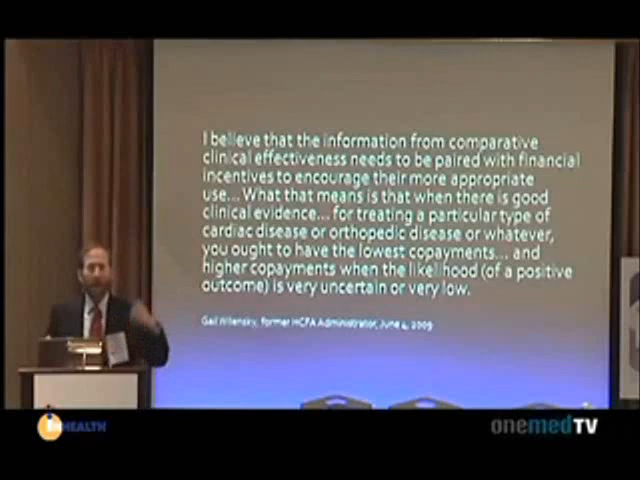 I believe that the information from comparative
clinical effectiveness needs to be paired with financial
incentives to encourage their more appropriate
use... What that means is that when there is good
clinical evidence... for treating a particular type of
cardiac disease or orthopedic disease or whatever,
you ought to have the lowest copayments... and
higher copayments when the likelihood (of a positive
outcome) is very uncertain or very low.
Gail Wilensky, former HCFA Administrator, June 4, 2009
INHEALTH
onemedTV